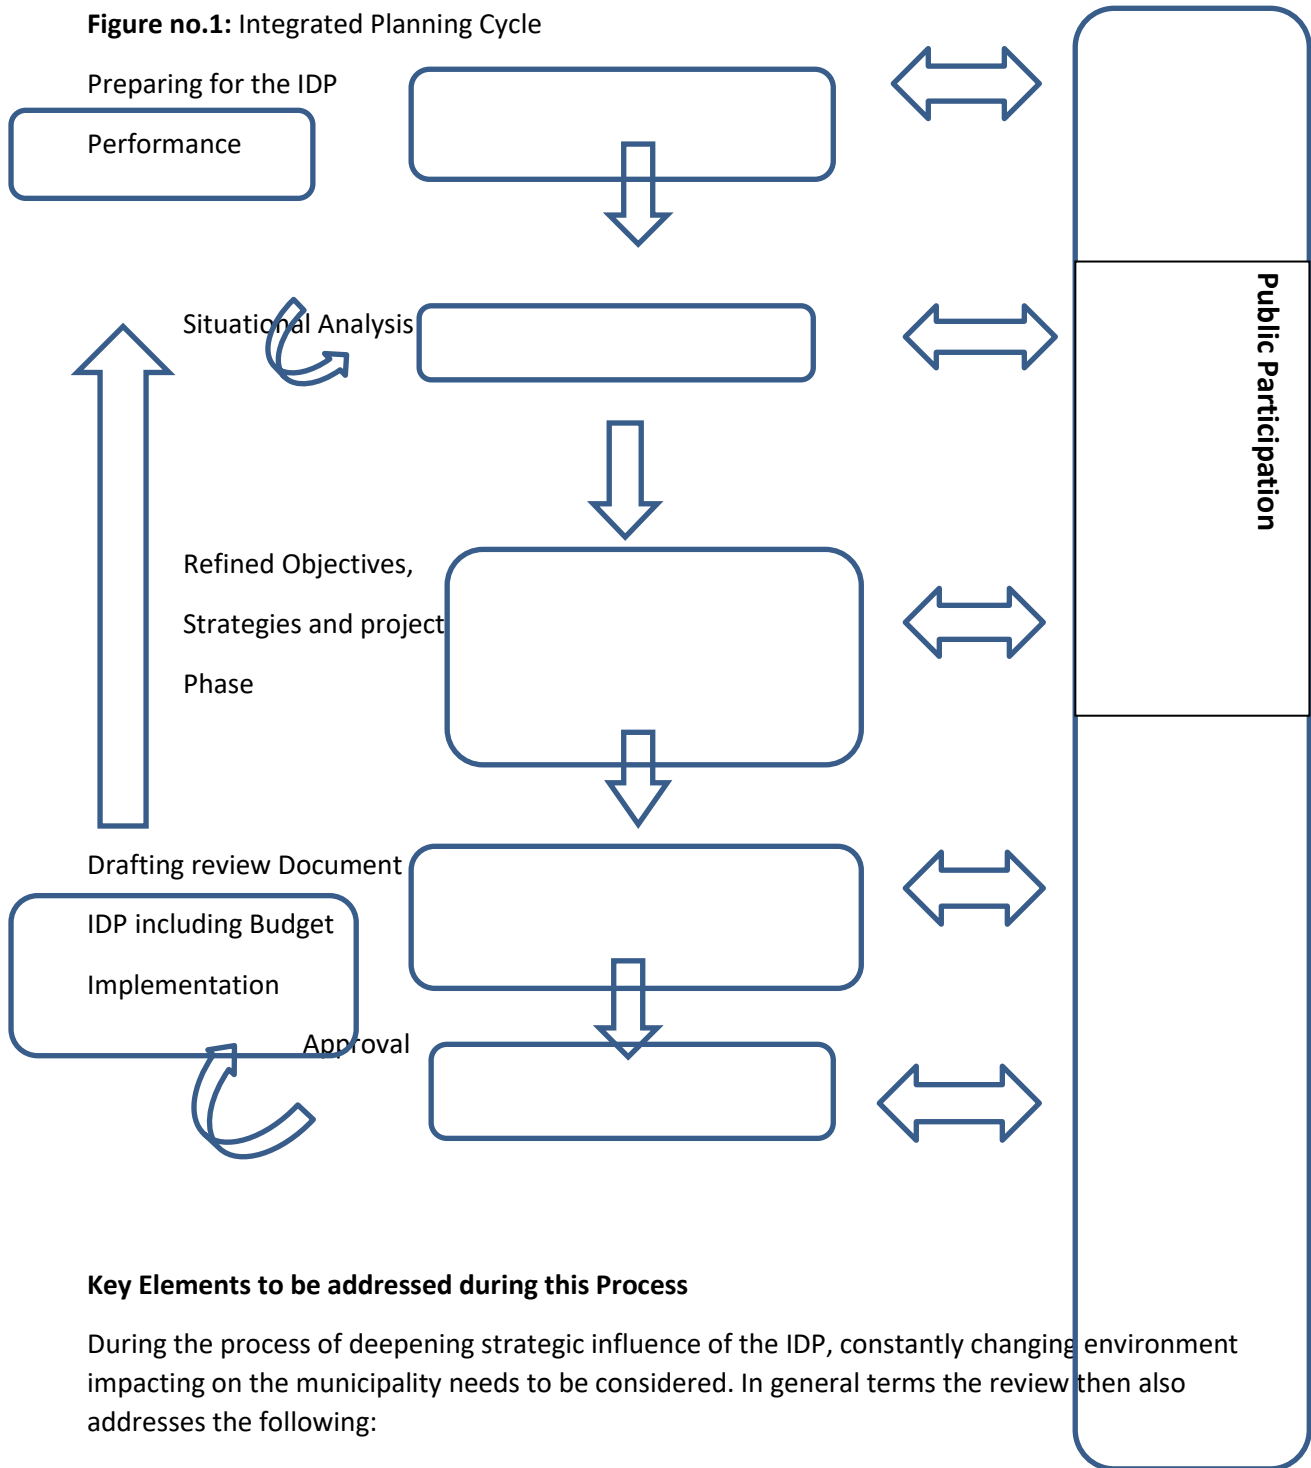 Figure no.1: Integrated Planning Cycle
Preparing for the IDP
Performance
Situational Analysis
Public Participation
Refined Objectives,
Strategies and project
Phase
Drafting review Document
IDP including Budget
Implementation
Approval
Key Elements to be addressed during this Process
During the process of deepening strategic influence of the IDP, constantly changing environment
impacting on the municipality needs to be considered. In general terms the review then also
addresses the following: